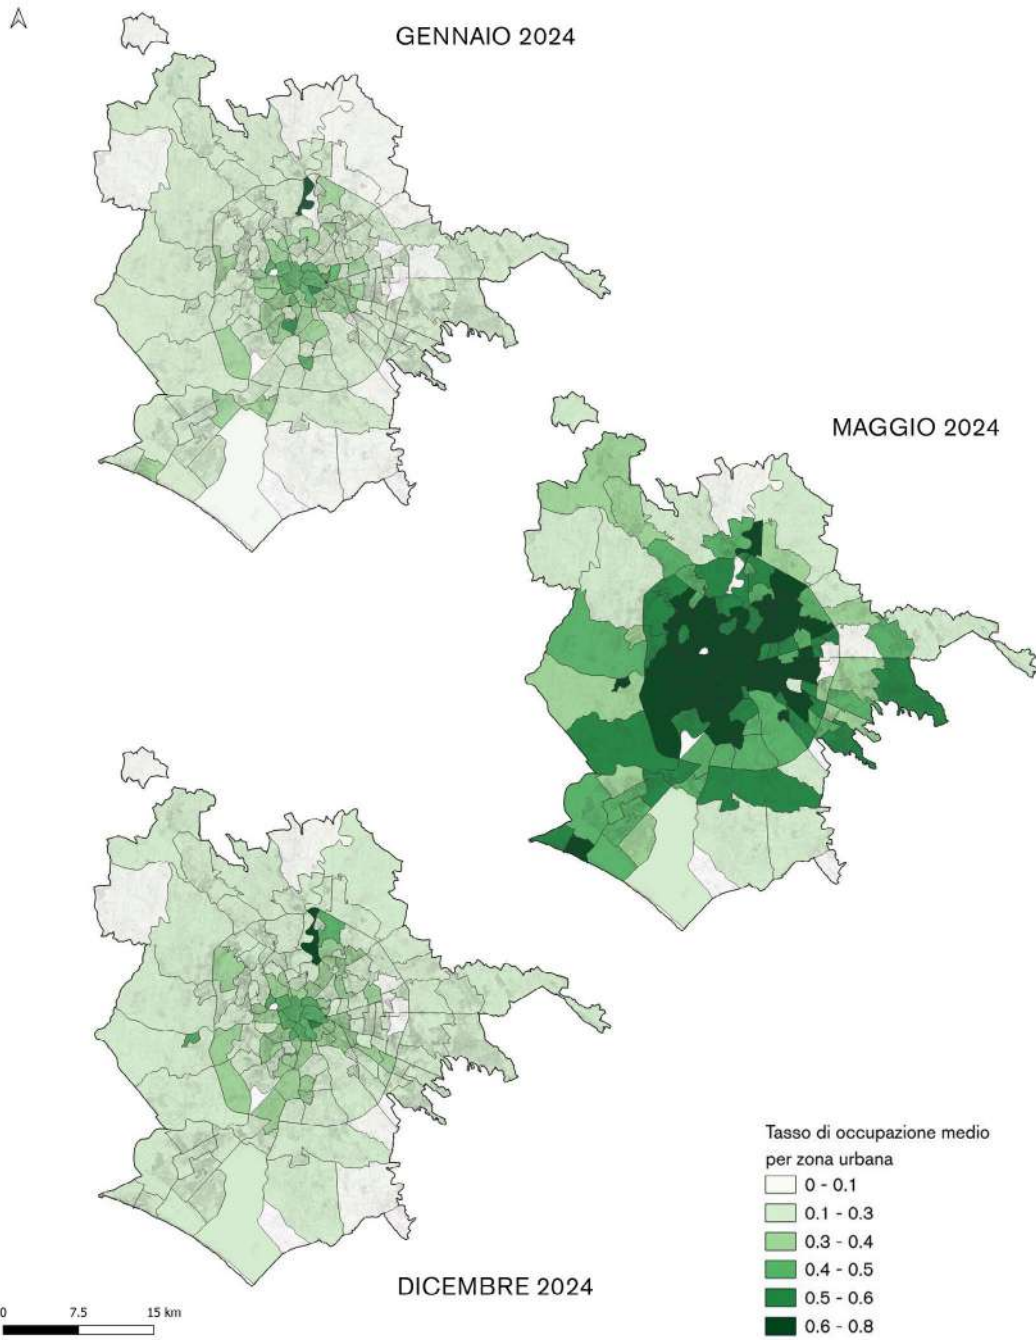 GENNAIO 2024
MAGGIO 2024
DICEMBRE 2024
Tasso di occupazione medio
per zona urbana
0 - 0.1
0.1 - 0.3
0.3 - 0.4
0.4 - 0.5
0.5 - 0.6
0.6 - 0.8
0 7.5 15 km